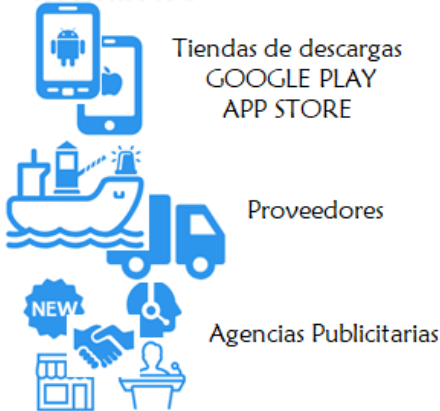 Tiendas de descargas
GOOGLE PLAY
APP STORE
Proveedores
NEW
Agencias Publicitarias